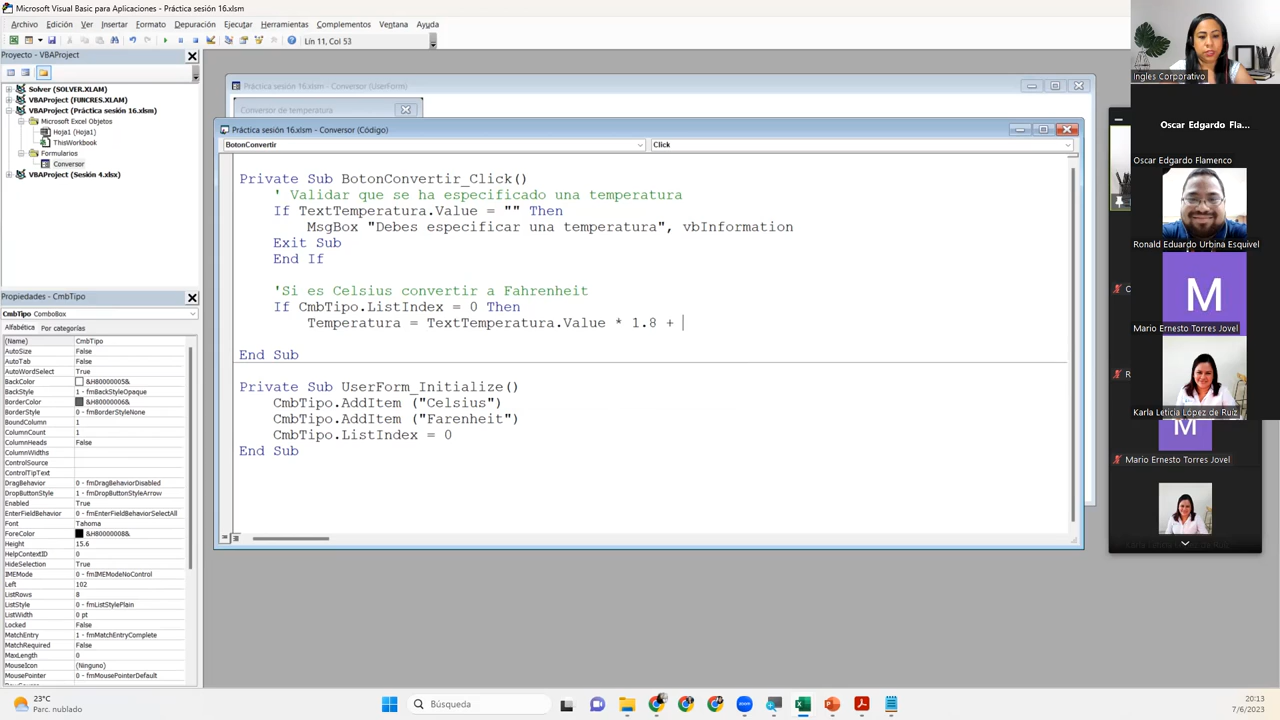 Microsoft Visual Basic para Aplicaciones - Práctica sesión 16.xlsm
Archivo Edición Ver Insertar Formato Depuración Ejecutar Herramientas Complementos Ventana Ayuda
Lín 11, Col 53
Proyecto - VBAProject
Solver (SOLVER.XLAM)
VBAProject (FUNCRES.XLAM)
VBAProject (Práctica sesión 16.xlsm)
Microsoft Excel Objetos
Hoja1 (Hoja1)
ThisWorkbook
Formularios
Conversor
VBAProject (Sesión 4.xlsx)
Propiedades - CmbTipo
CmbTipo ComboBox
Alfabética Por categorías
(Name) CmbTipo
AutoSize False
AutoTab False
AutoWordSelect True
BackColor &H80000005&
BackStyle 1 - fmBackStyleOpaque
BorderColor &H80000006&
BorderStyle 0 - fmBorderStyleNone
BoundColumn 1
ColumnCount 1
ColumnHeads False
ColumnWidths
ControlSource
ControlTipText
DragBehavior 0 - fmDragBehaviorDisabled
DropButtonStyle 1 - fmDropButtonStyleArrow
Enabled True
EnterFieldBehavior 0 - fmEnterFieldBehaviorSelectAll
Font Tahoma
ForeColor &H80000008&
Height 15.6
HelpContextID 0
HideSelection True
IMEMode 0 - fmIMEModeNoControl
Left 102
ListRows 8
ListStyle 0 - fmListStylePlain
ListWidth 0 pt
Locked False
MatchEntry 1 - fmMatchEntryComplete
MatchRequired False
MaxLength 0
MouseIcon (Ninguno)
MousePointer 0 - fmMousePointerDefault
Práctica sesión 16.xlsm - Conversor (UserForm)
Conversor de temperatura
Práctica sesión 16.xlsm - Conversor (Código)
BotonConvertir Click
Private Sub BotonConvertir_Click()
' Validar que se ha especificado una temperatura
If TextTemperatura.Value = "" Then
MsgBox "Debes especificar una temperatura", vbInformation
Exit Sub
End If
'Si es Celsius convertir a Fahrenheit
If CmbTipo.ListIndex = 0 Then
Temperatura = TextTemperatura.Value * 1.8 +
End Sub
Private Sub UserForm_Initialize()
CmbTipo.AddItem ("Celsius")
CmbTipo.AddItem ("Farenheit")
CmbTipo.ListIndex = 0
End Sub
Ingles Corporativo
Oscar Edgardo Fla...
Oscar Edgardo Flamenco
Ronald Eduardo Urbina Esquivel
M
Mario Ernesto Torres Jovel
Karla Leticia López de Ruiz
M
Mario Ernesto Torres Jovel
23°C
Parc. nublado
Búsqueda
zoom
20:13
7/6/2023